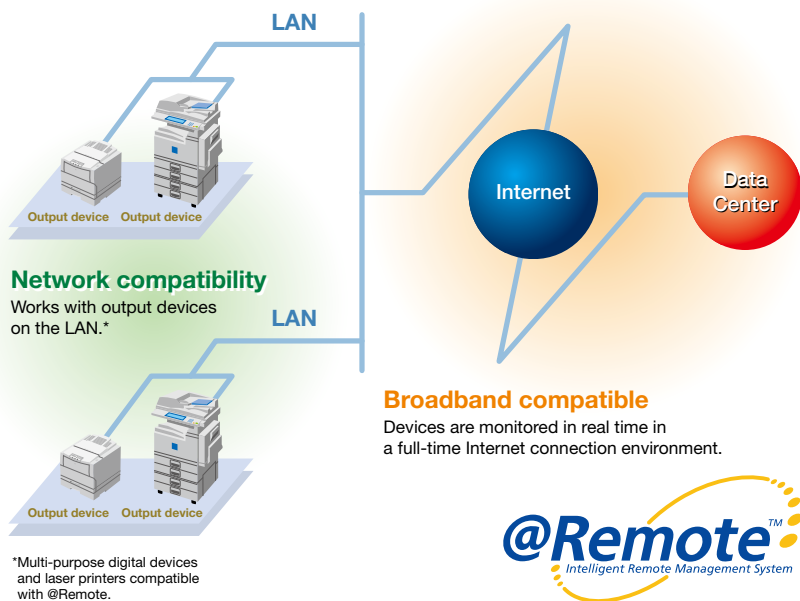 LAN
Output device Output device
Internet
Data
Center
Network compatibility
Works with output devices
on the LAN.*
LAN
Output device Output device
Broadband compatible
Devices are monitored in real time in
a full-time Internet connection environment.
*Multi-purpose digital devices
and laser printers compatible
with @Remote.
@Remote™
Intelligent Remote Management System